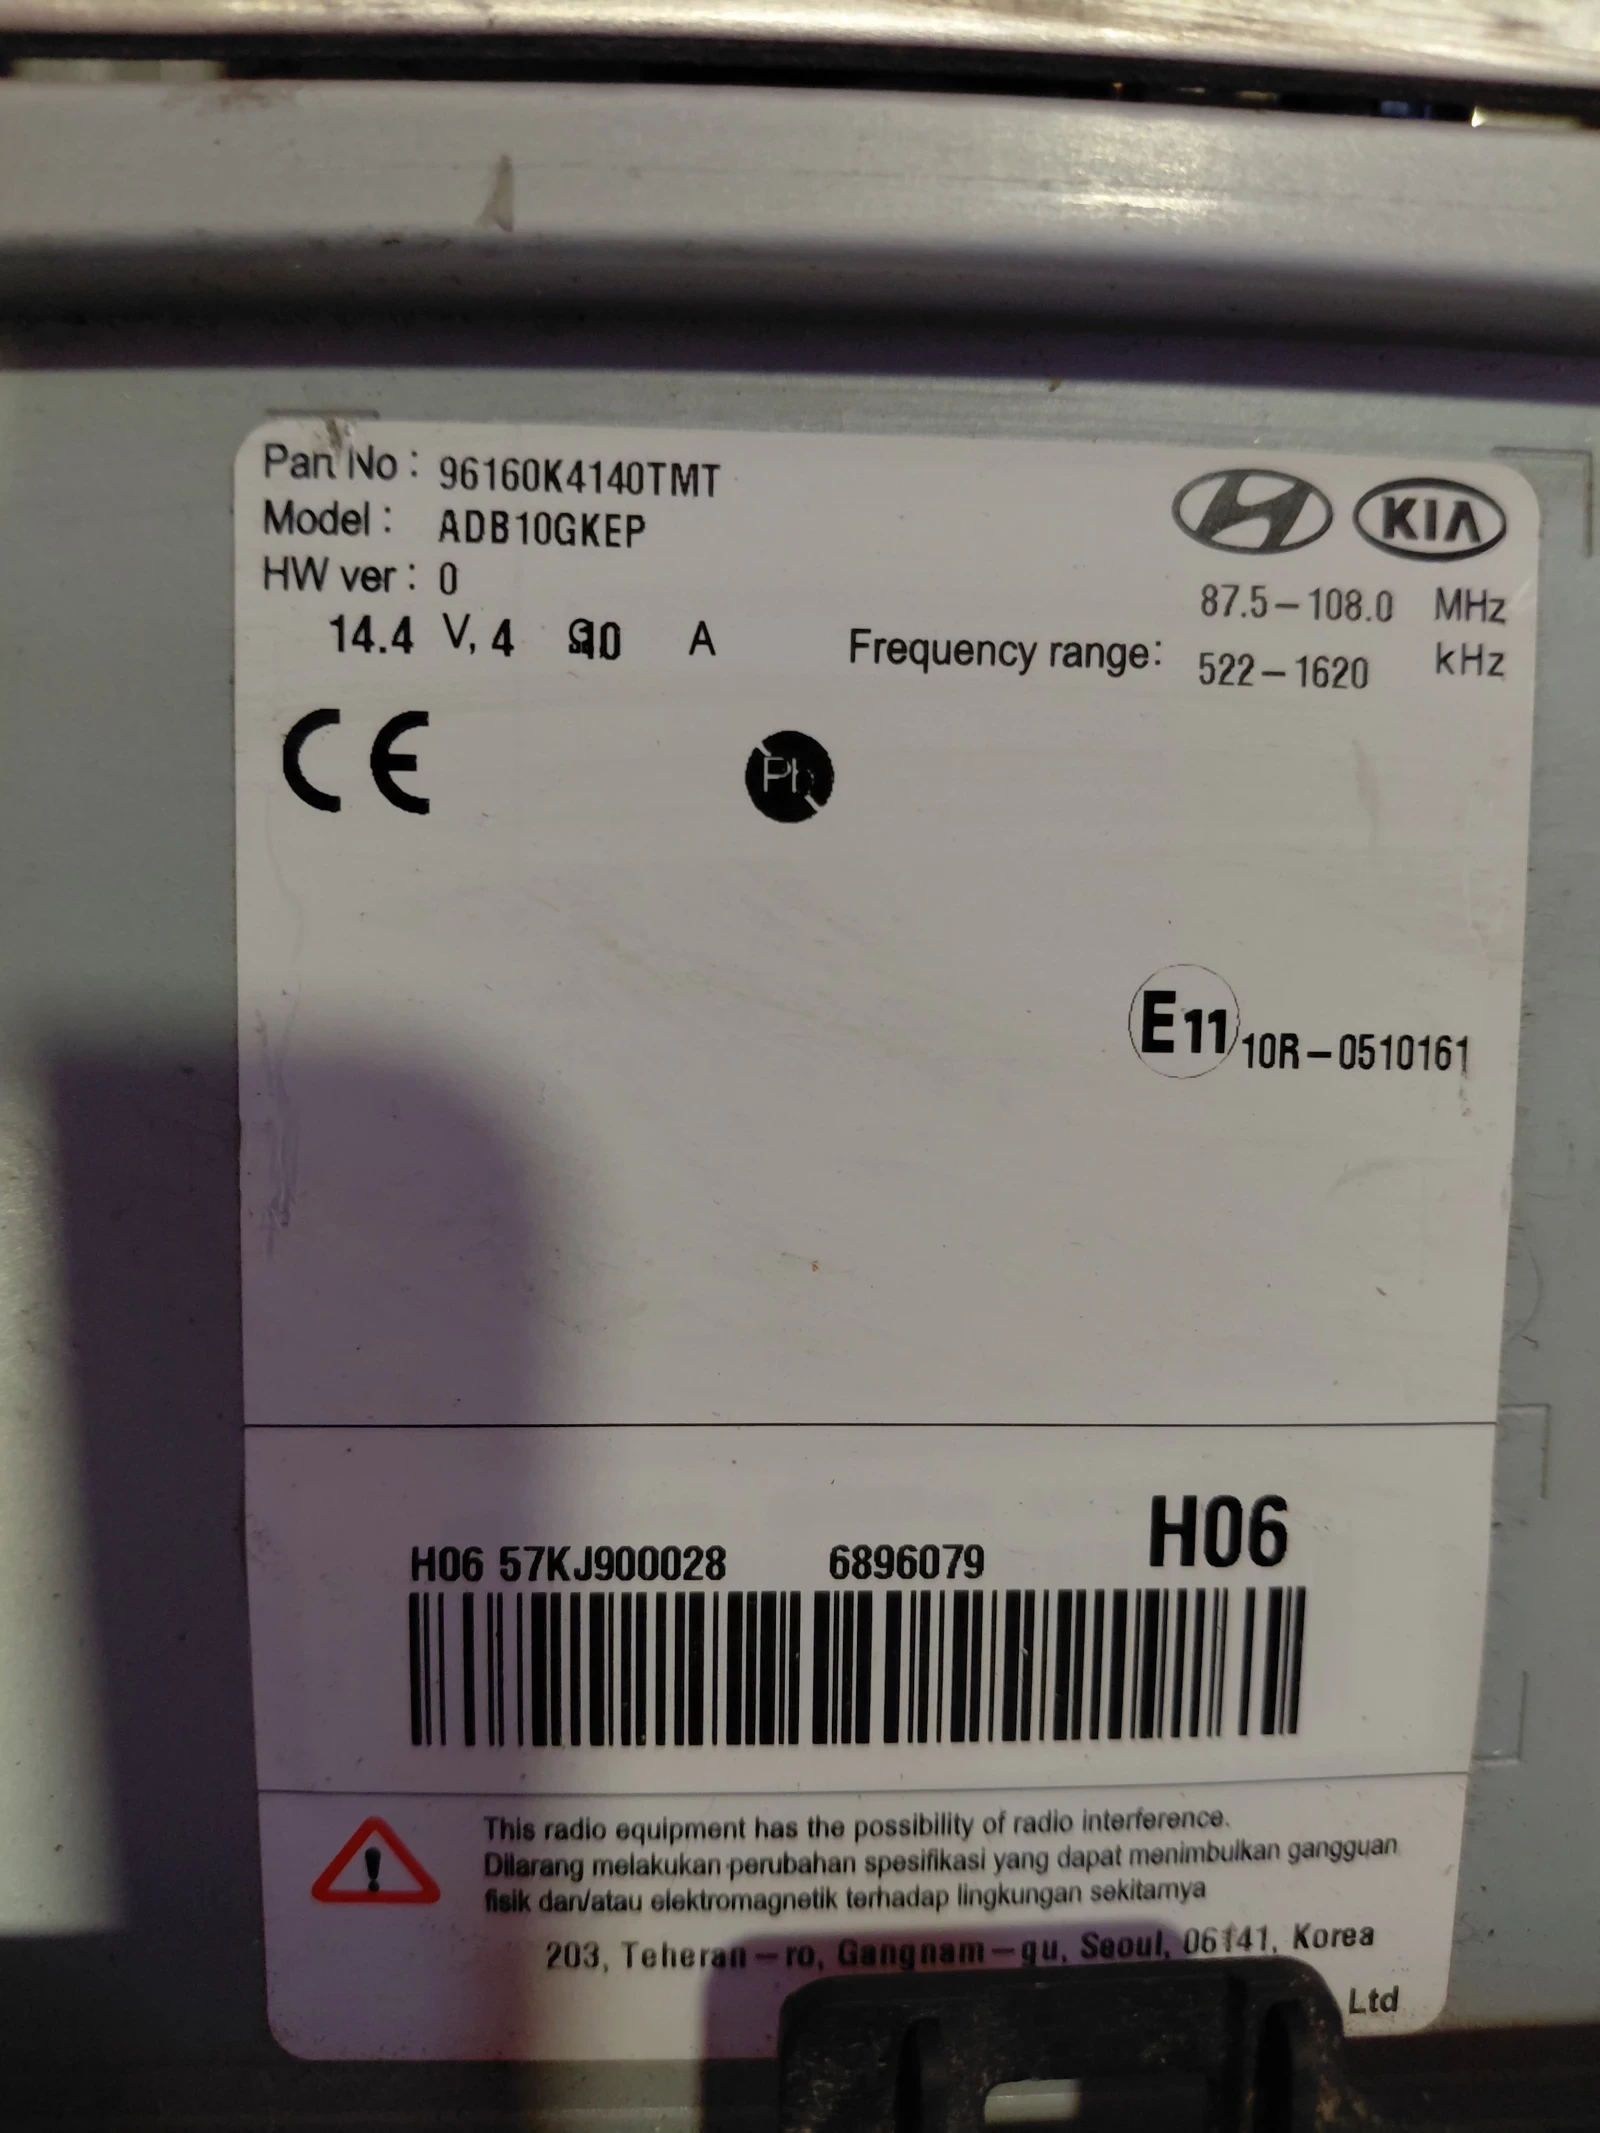 Part No : 96160K4140TMT
Model : ADB10GKEP
HW ver : 0
14.4 V, 4 A
KIA
87.5-108.0 MHz
Frequency range: 522-1620 kHz
CE
Pb
E11 10R-0510161
H06
H06 57KJ900028 6896079
!
This radio equipment has the possibility of radio interference.
Dilarang melakukan perubahan spesifikasi yang dapat menimbulkan gangguan
fisik dan/atau elektromagnetik terhadap lingkungan sekitarnya
203, Teheran-ro, Gangnam-gu, Seoul, 06141, Korea
Ltd